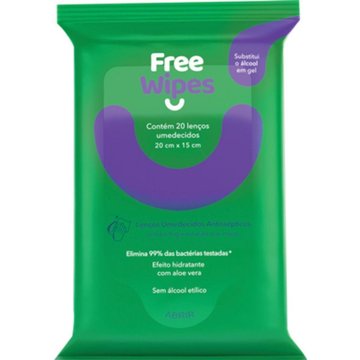 Free
Wipes
Substitui
o álcool
em gel
Contém 20 lenços
umedecidos
20 cm x 15 cm
Lenços Umedecidos Antissépticos
Elimina 99% das bactérias testadas*
Efeito hidratante
com aloe vera
Sem álcool etílico